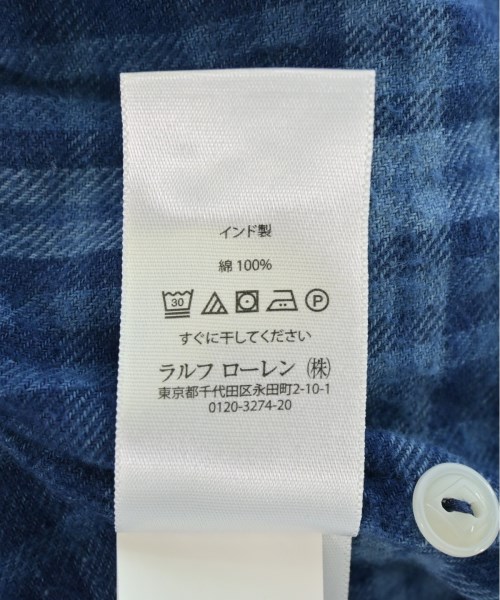 インド製
綿 100%
30 P
すぐに干してください
ラルフ ローレン ㈱
東京都千代田区永田町2-10-1
0120-3274-20